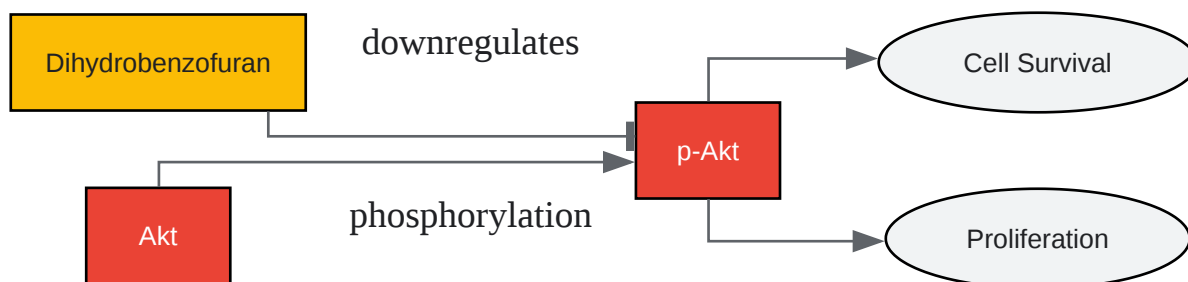 downregulates
Dihydrobenzofuran
Cell Survival
p-Akt
phosphorylation
Akt
Proliferation